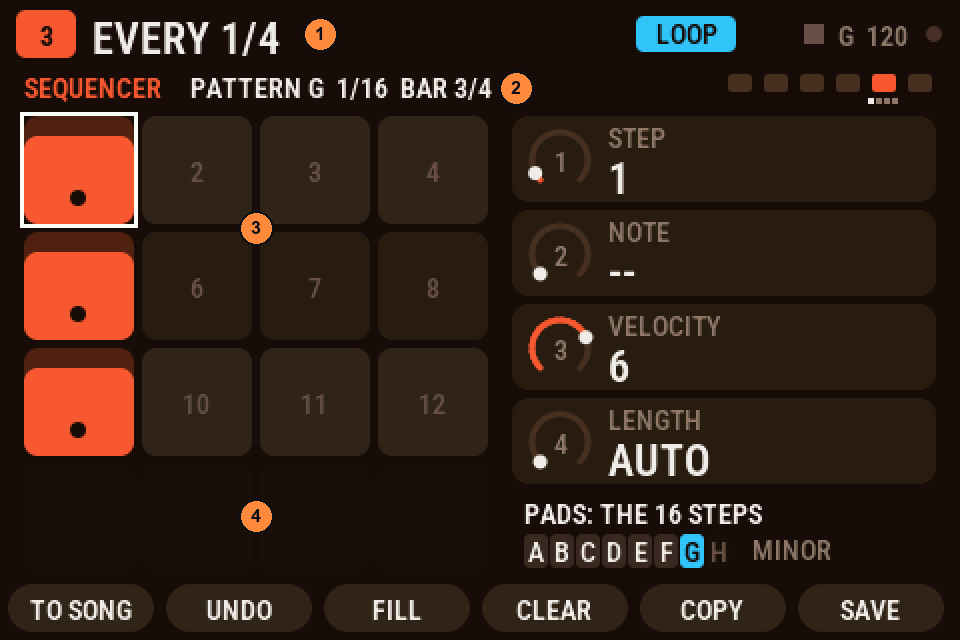 3 EVERY 1/4 1 LOOP G 120
SEQUENCER PATTERN G 1/16 BAR 3/4 2
2 3 4
3
6 7 8
10 11 12
4
1 STEP
1
2 NOTE
--
3 VELOCITY
6
4 LENGTH
AUTO
PADS: THE 16 STEPS
A B C D E F G H MINOR
TO SONG UNDO FILL CLEAR COPY SAVE